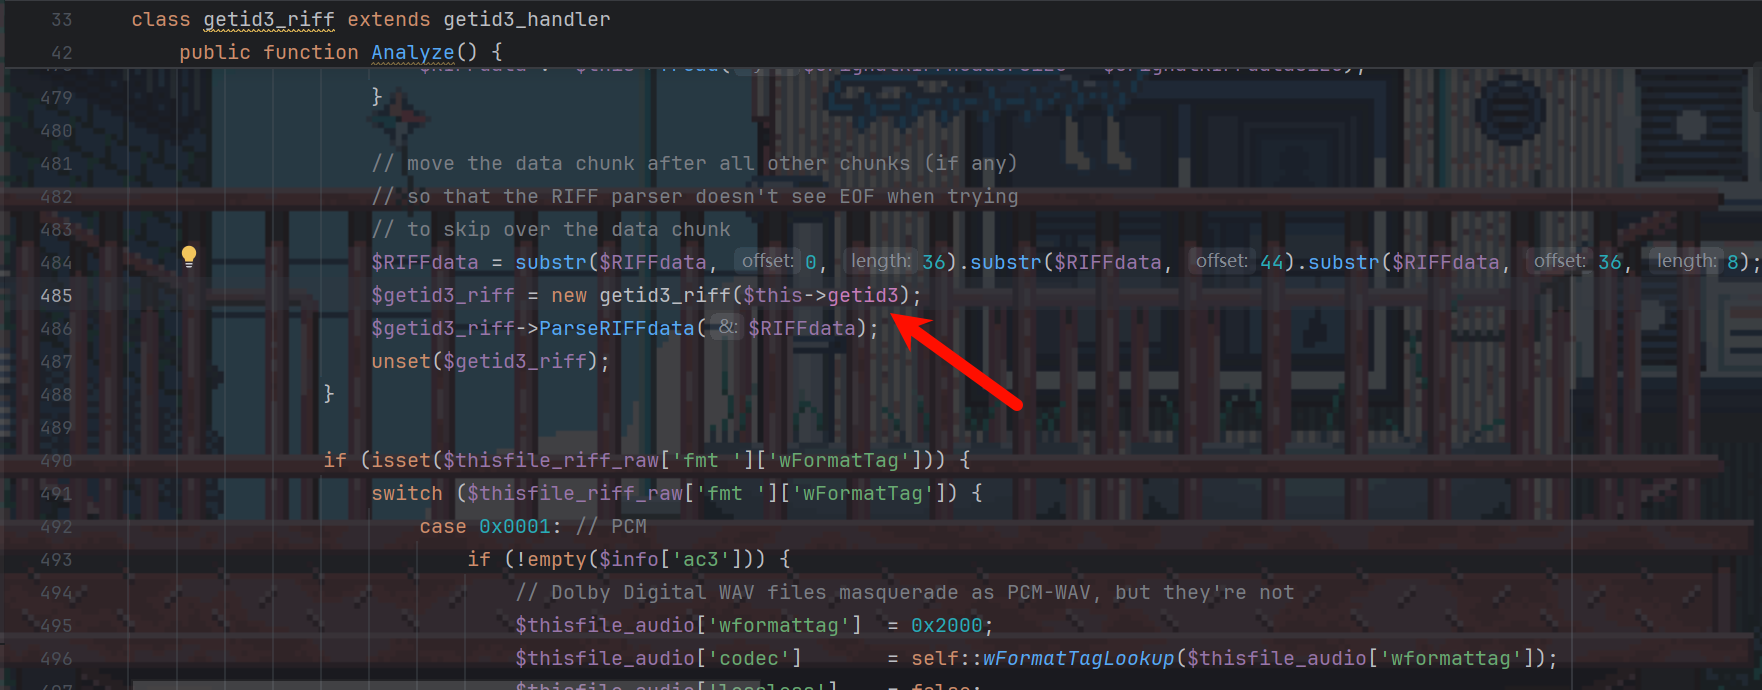 33 class getid3_riff extends getid3_handler
42 public function Analyze() {
479 }
480
481 // move the data chunk after all other chunks (if any)
482 // so that the RIFF parser doesn't see EOF when trying
483 // to skip over the data chunk
484 $RIFFdata = substr($RIFFdata, offset: 0, length: 36).substr($RIFFdata, offset: 44).substr($RIFFdata, offset: 36, length: 8);
485 $getid3_riff = new getid3_riff($this->getid3);
486 $getid3_riff->ParseRIFFdata( &: $RIFFdata);
487 unset($getid3_riff);
488 }
489
490 if (isset($thisfile_riff_raw['fmt ']['wFormatTag'])) {
491 switch ($thisfile_riff_raw['fmt ']['wFormatTag']) {
492 case 0x0001: // PCM
493 if (!empty($info['ac3'])) {
494 // Dolby Digital WAV files masquerade as PCM-WAV, but they're not
495 $thisfile_audio['wformattag'] = 0x2000;
496 $thisfile_audio['codec'] = self::wFormatTagLookup($thisfile_audio['wformattag']);